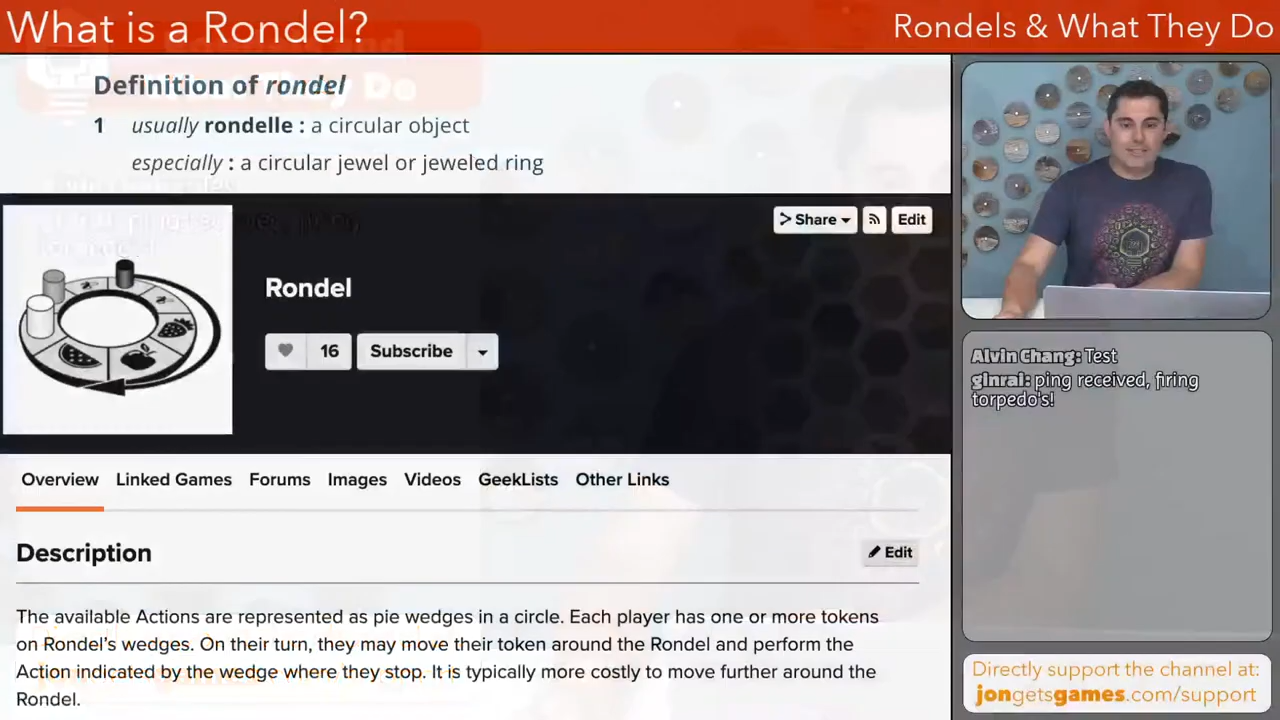 What is a Rondel?
Rondels & What They Do
Definition of rondel
1 usually rondelle : a circular object
especially : a circular jewel or jeweled ring
Share
Edit
Rondel
16
Subscribe
Overview
Linked Games
Forums
Images
Videos
GeekLists
Other Links
Description
Edit
The available Actions are represented as pie wedges in a circle. Each player has one or more tokens
on Rondel's wedges. On their turn, they may move their token around the Rondel and perform the
Action indicated by the wedge where they stop. It is typically more costly to move further around the
Rondel.
Alvin Chang: Test
ginrai: ping received, firing
torpedo's!
Directly support the channel at:
jongetsgames.com/support